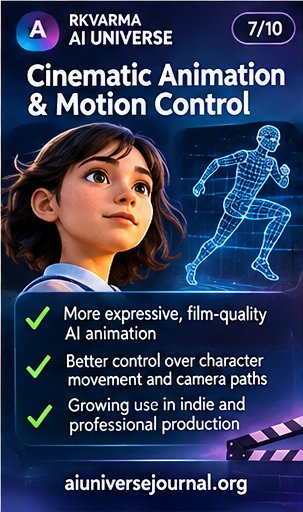 A
RKVARMA
AI UNIVERSE
7/10
Cinematic Animation
& Motion Control
More expressive, film-quality
AI animation
Better control over character
movement and camera paths
Growing use in indie and
professional production
aiuniversejournal.org